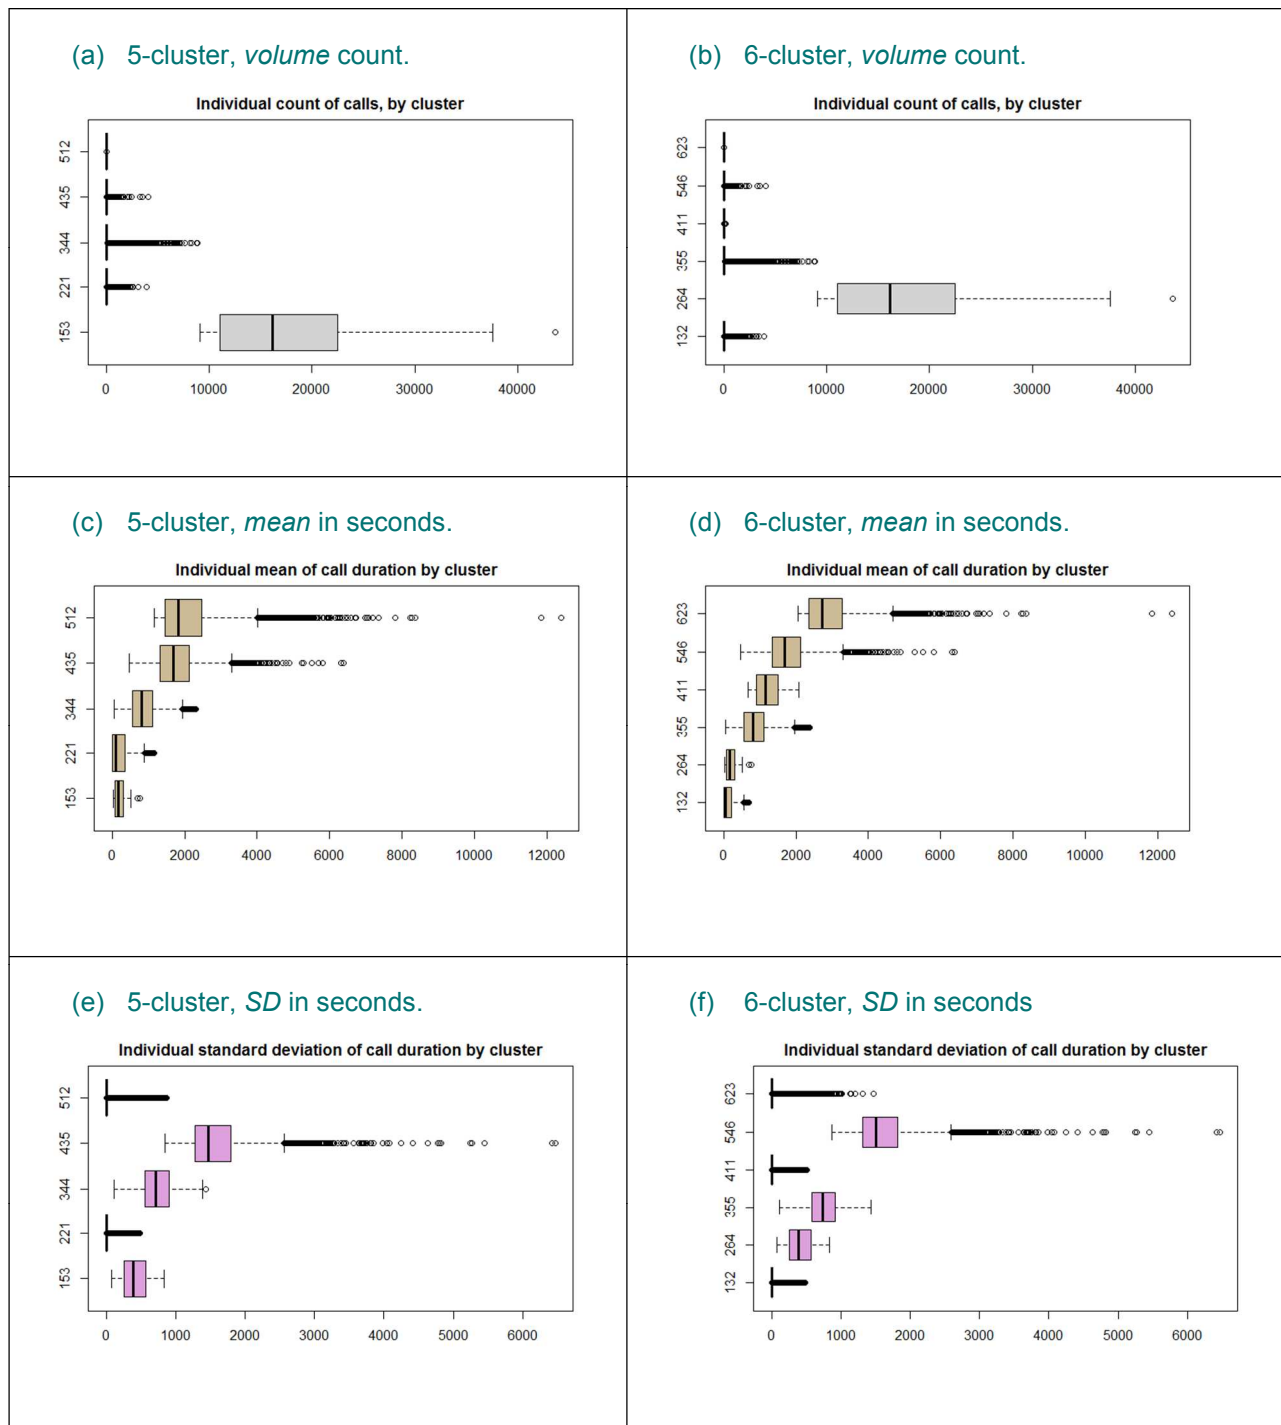 (a) 5-cluster, volume count.
Individual count of calls, by cluster
512
435
344
221
153
0 10000 20000 30000 40000
(b) 6-cluster, volume count.
Individual count of calls, by cluster
623
546
411
355
264
132
0 10000 20000 30000 40000
(c) 5-cluster, mean in seconds.
Individual mean of call duration by cluster
512
435
344
221
153
0 2000 4000 6000 8000 10000 12000
(d) 6-cluster, mean in seconds.
Individual mean of call duration by cluster
623
546
411
355
264
132
0 2000 4000 6000 8000 10000 12000
(e) 5-cluster, SD in seconds.
Individual standard deviation of call duration by cluster
512
435
344
221
153
0 1000 2000 3000 4000 5000 6000
(f) 6-cluster, SD in seconds
Individual standard deviation of call duration by cluster
623
546
411
355
264
132
0 1000 2000 3000 4000 5000 6000